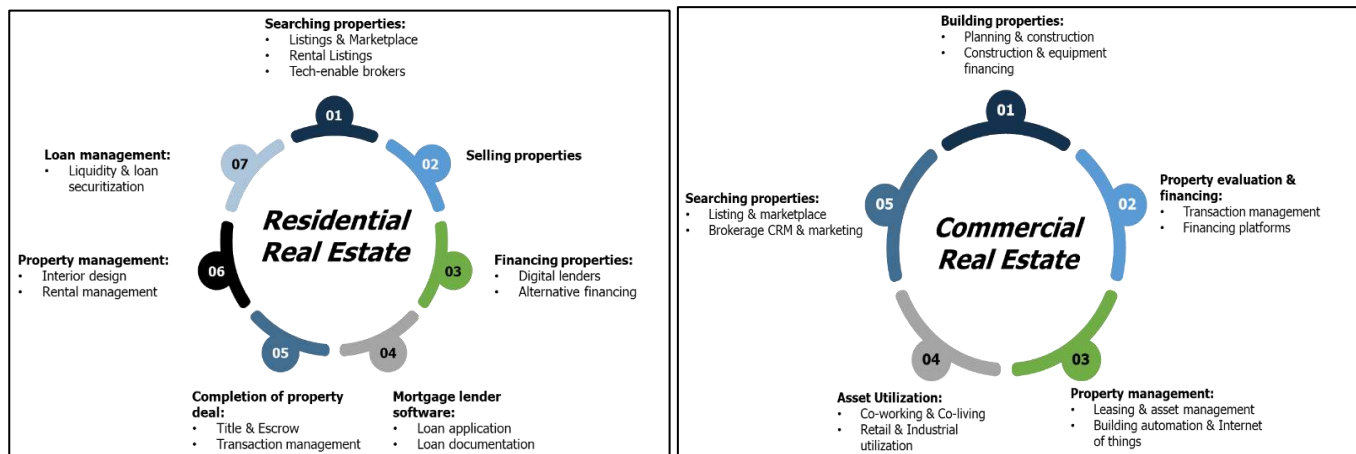 Searching properties:
• Listings & Marketplace
• Rental Listings
• Tech-enable brokers
01
Loan management:
• Liquidity & loan
securitization
07
02
Selling properties
Residential
Real Estate
Property management:
• Interior design
• Rental management
06
03
Financing properties:
• Digital lenders
• Alternative financing
05
04
Completion of property
deal:
• Title & Escrow
• Transaction management
Mortgage lender
software:
• Loan application
• Loan documentation
Building properties:
• Planning & construction
• Construction & equipment
financing
01
Searching properties:
• Listing & marketplace
• Brokerage CRM & marketing
05
02
Property evaluation &
financing:
• Transaction management
• Financing platforms
Commercial
Real Estate
04
03
Asset Utilization:
• Co-working & Co-living
• Retail & Industrial
utilization
Property management:
• Leasing & asset management
• Building automation & Internet
of things